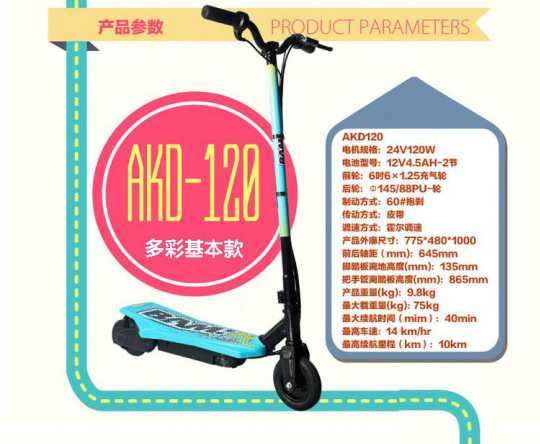 产品参数
PRODUCT PARAMETERS
AKD-120
多彩基本款
AKD120
电机规格：24V120W
电池型号：12V4.5AH-2节
前轮：6吋6×1.25充气轮
后轮：Φ145/88PU-轮
制动方式：60#抱刹
传动方式：皮带
调速方式：霍尔调速
产品外廓尺寸：775*480*1000
前后轴距（mm）：645mm
脚踏板离地高度(mm)：135mm
把手管离踏板高度(mm)：865mm
产品重量(kg)：9.8kg
最大载重量(kg)：75kg
最大续航时间（mim）：40min
最高车速：14 km/hr
最高续航里程（km）：10km